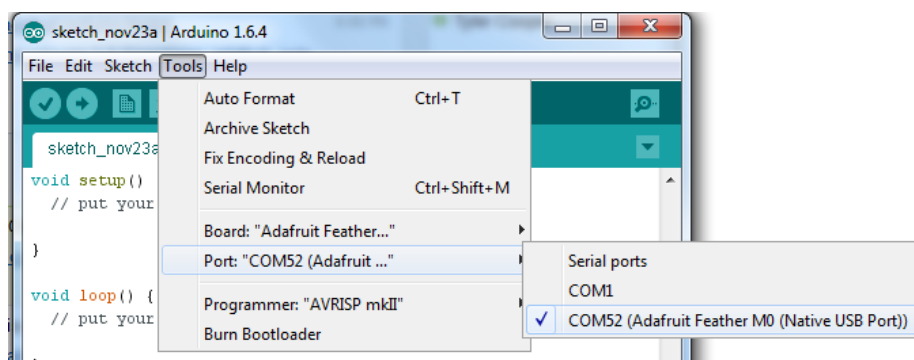 sketch_nov23a | Arduino 1.6.4
File Edit Sketch Tools Help
Auto Format Ctrl+T
Archive Sketch
Fix Encoding & Reload
Serial Monitor Ctrl+Shift+M
Board: "Adafruit Feather..."
Port: "COM52 (Adafruit ..."
Programmer: "AVRISP mkII"
Burn Bootloader
Serial ports
COM1
COM52 (Adafruit Feather M0 (Native USB Port))
sketch_nov23a
void setup()
// put your
}
void loop() {
// put your